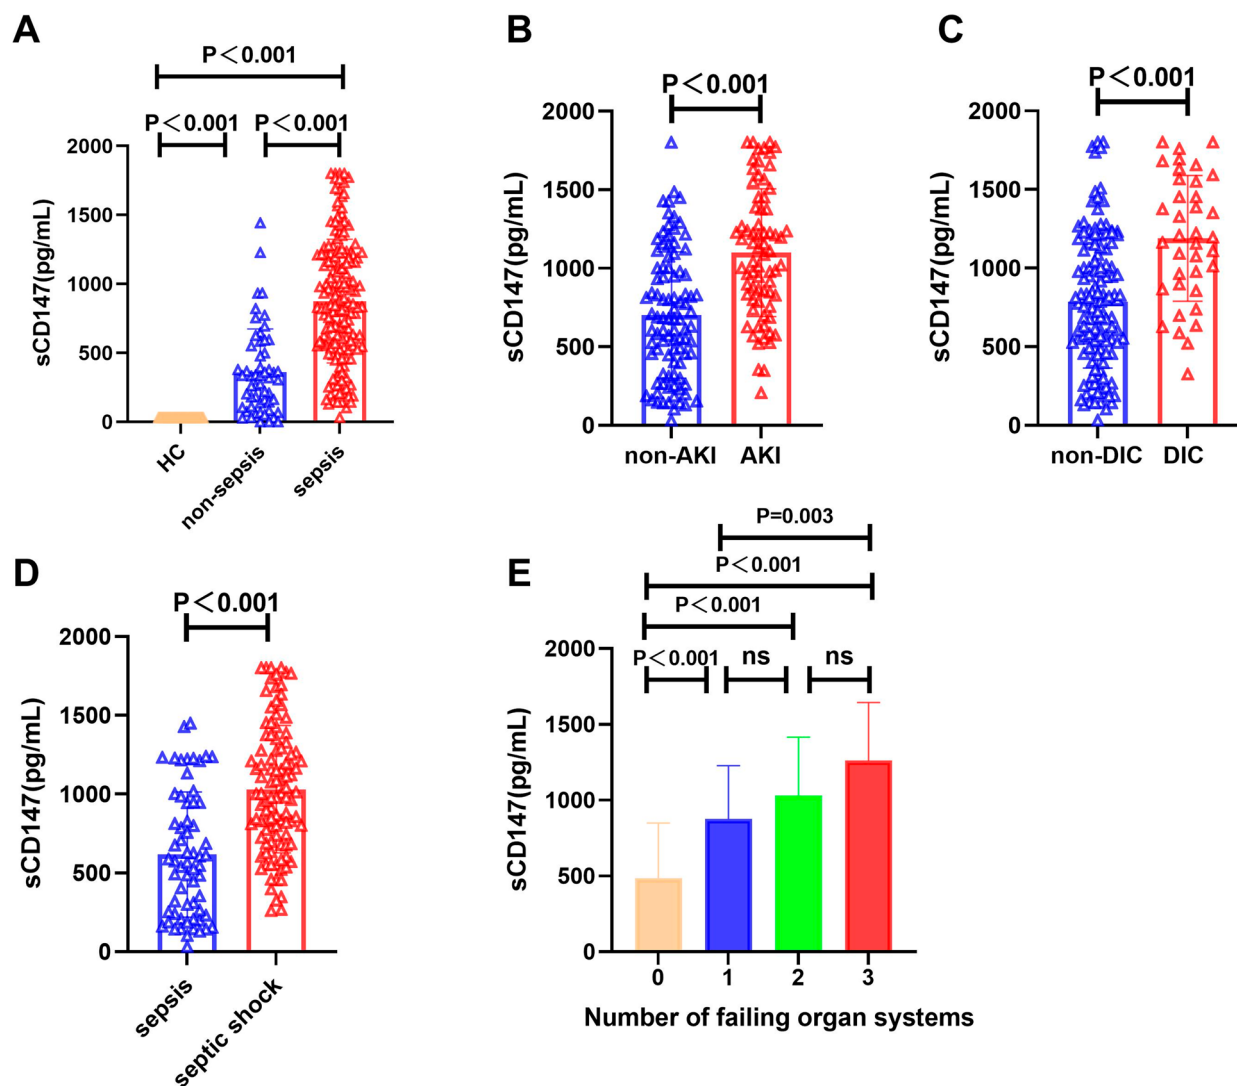 A
P＜0.001
P＜0.001 P＜0.001
sCD147(pg/mL)
2000
1500
1000
500
0
HC
non-sepsis
sepsis
B
P＜0.001
sCD147(pg/mL)
2000
1500
1000
500
0
non-AKI AKI
C
P＜0.001
sCD147(pg/mL)
2000
1500
1000
500
0
non-DIC DIC
D
P＜0.001
sCD147(pg/mL)
2000
1500
1000
500
0
sepsis
septic shock
E
P=0.003
P＜0.001
P＜0.001
P＜0.001 ns ns
sCD147(pg/mL)
2000
1500
1000
500
0
0 1 2 3
Number of failing organ systems